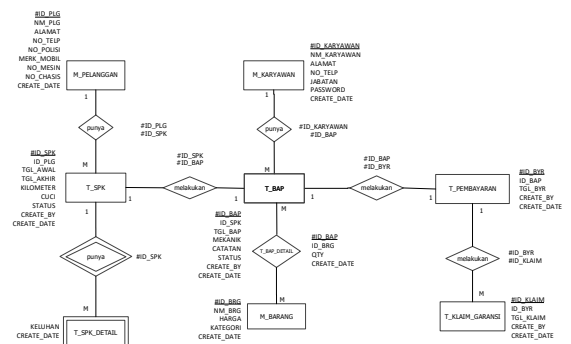 #ID_PLG
NM_PLG
ALAMAT
NO_TELP
NO_POLISI
MERK_MOBIL
NO_MESIN
NO_CHASIS
CREATE_DATE
M_PELANGGAN
1
punya
#ID_PLG
#ID_SPK
M
#ID_KARYAWAN
NM_KARYAWAN
ALAMAT
NO_TELP
JABATAN
PASSWORD
CREATE_DATE
M_KARYAWAN
1
punya
#ID_KARYAWAN
#ID_BAP
M
#ID_SPK
ID_PLG
TGL_AWAL
TGL_AKHIR
KILOMETER
CUCI
STATUS
CREATE_BY
CREATE_DATE
T_SPK
1
1
#ID_SPK
#ID_BAP
melakukan
1
T_BAP
1
M
#ID_BAP
#ID_BYR
melakukan
1
T_PEMBAYARAN
1
#ID_BYR
ID_BAP
TGL_BYR
CREATE_BY
CREATE_DATE
#ID_BAP
ID_SPK
TGL_BAP
MEKANIK
CATATAN
STATUS
CREATE_BY
CREATE_DATE
T_BAP_DETAIL
#ID_BAP
ID_BRG
QTY
CREATE_DATE
punya
#ID_SPK
melakukan
#ID_BYR
#ID_KLAIM
M
KELUHAN
CREATE_DATE
T_SPK_DETAIL
#ID_BRG
NM_BRG
HARGA
KATEGORI
CREATE_DATE
M
M_BARANG
M
T_KLAIM_GARANSI
#ID_KLAIM
ID_BYR
TGL_KLAIM
CREATE_BY
CREATE_DATE